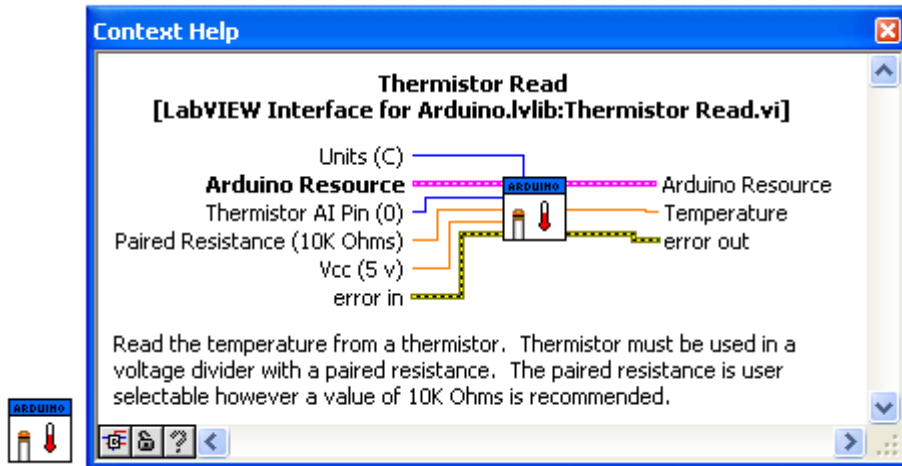 Context Help
Thermistor Read
[LabVIEW Interface for Arduino.lvlib:Thermistor Read.vi]
Units (C)
Arduino Resource
ARDUINO
Arduino Resource
Thermistor AI Pin (0)
Temperature
Paired Resistance (10K Ohms)
error out
Vcc (5 v)
error in
Read the temperature from a thermistor.  Thermistor must be used in a
voltage divider with a paired resistance.  The paired resistance is user
selectable however a value of 10K Ohms is recommended.
ARDUINO
?